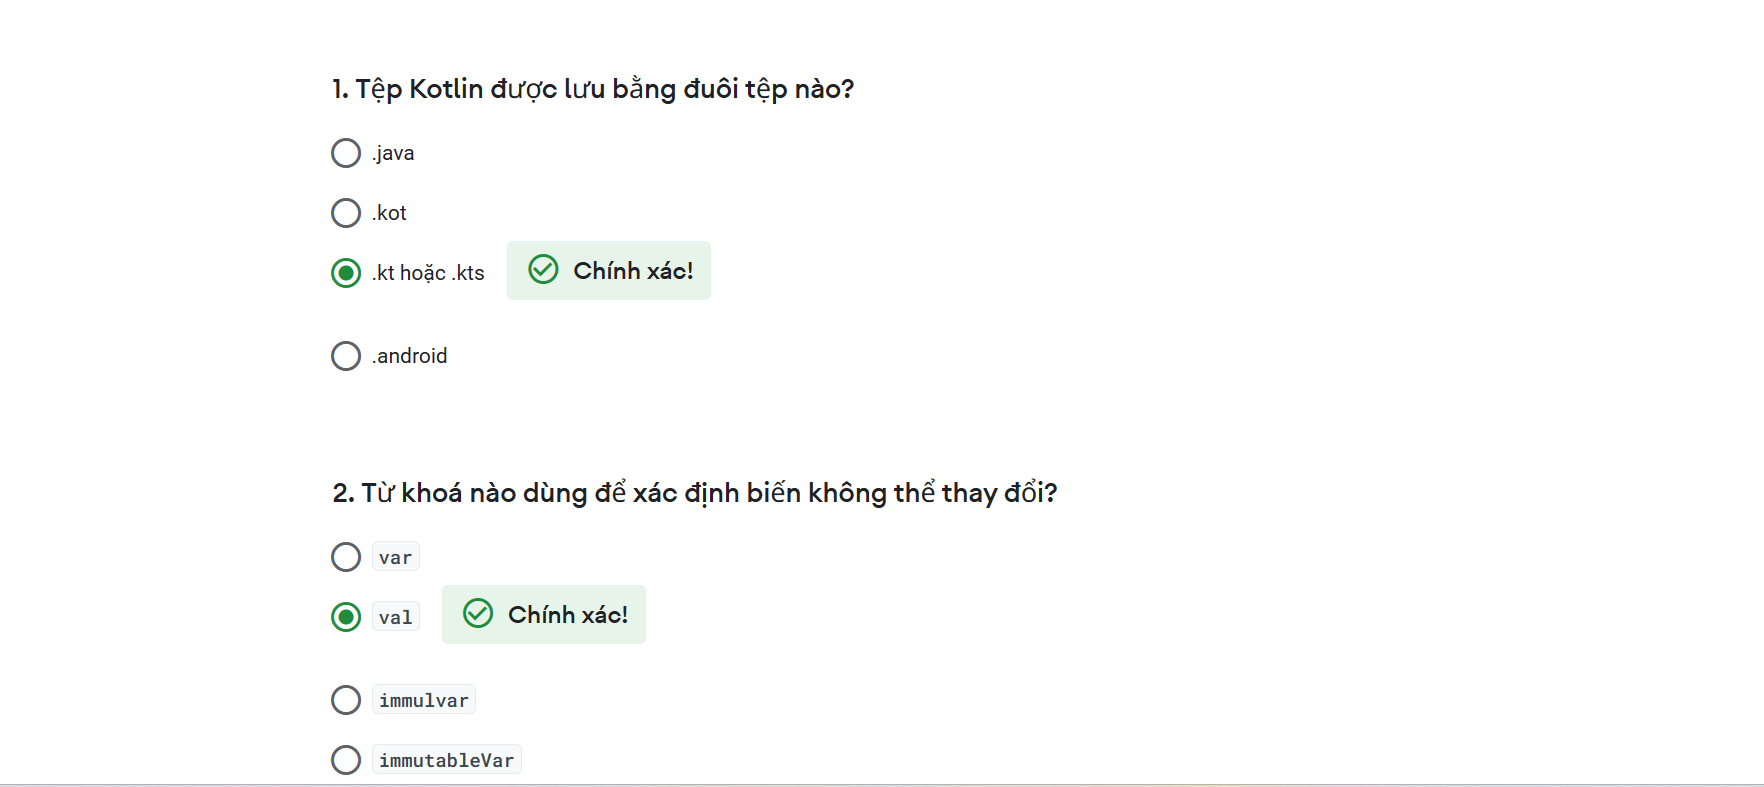 1. Tệp Kotlin được lưu bằng đuôi tệp nào?
.java
.kot
.kt hoặc .kts
Chính xác!
.android
2. Từ khoá nào dùng để xác định biến không thể thay đổi?
var
val
Chính xác!
immulvar
immutableVar